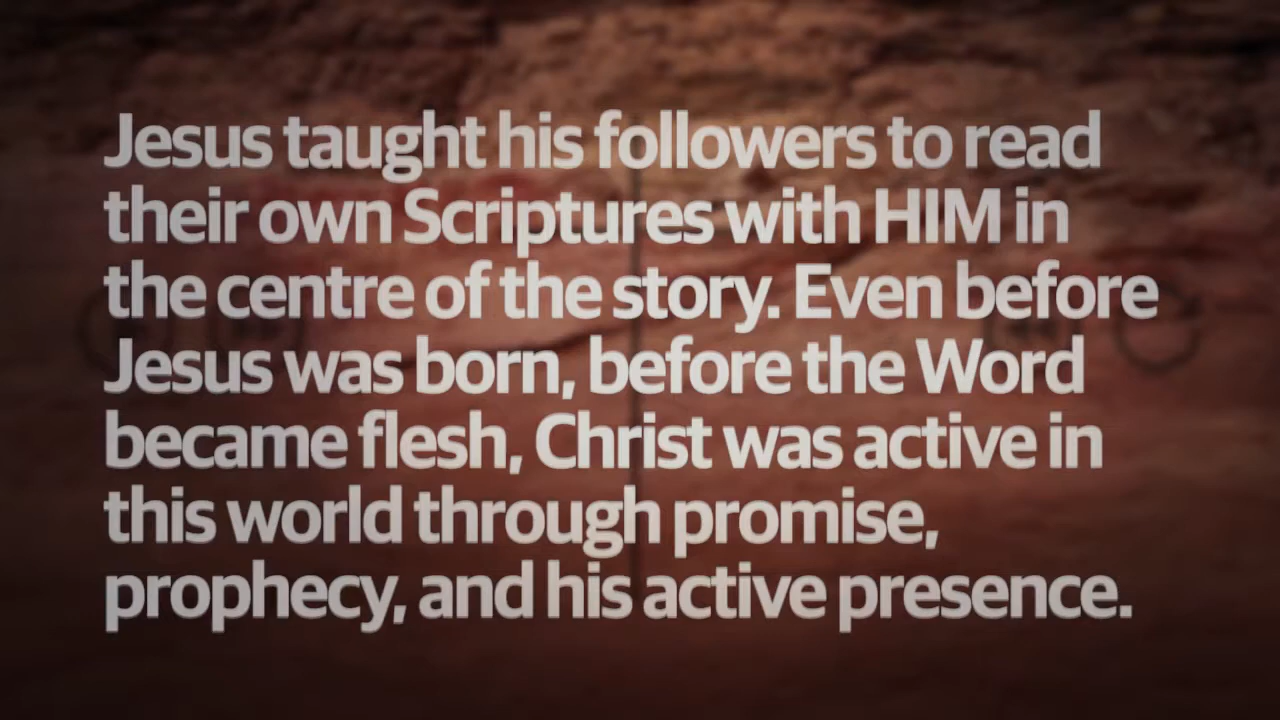 Jesus taught his followers to read
their own Scriptures with HIM in
the centre of the story. Even before
Jesus was born, before the Word
became flesh, Christ was active in
this world through promise,
prophecy, and his active presence.